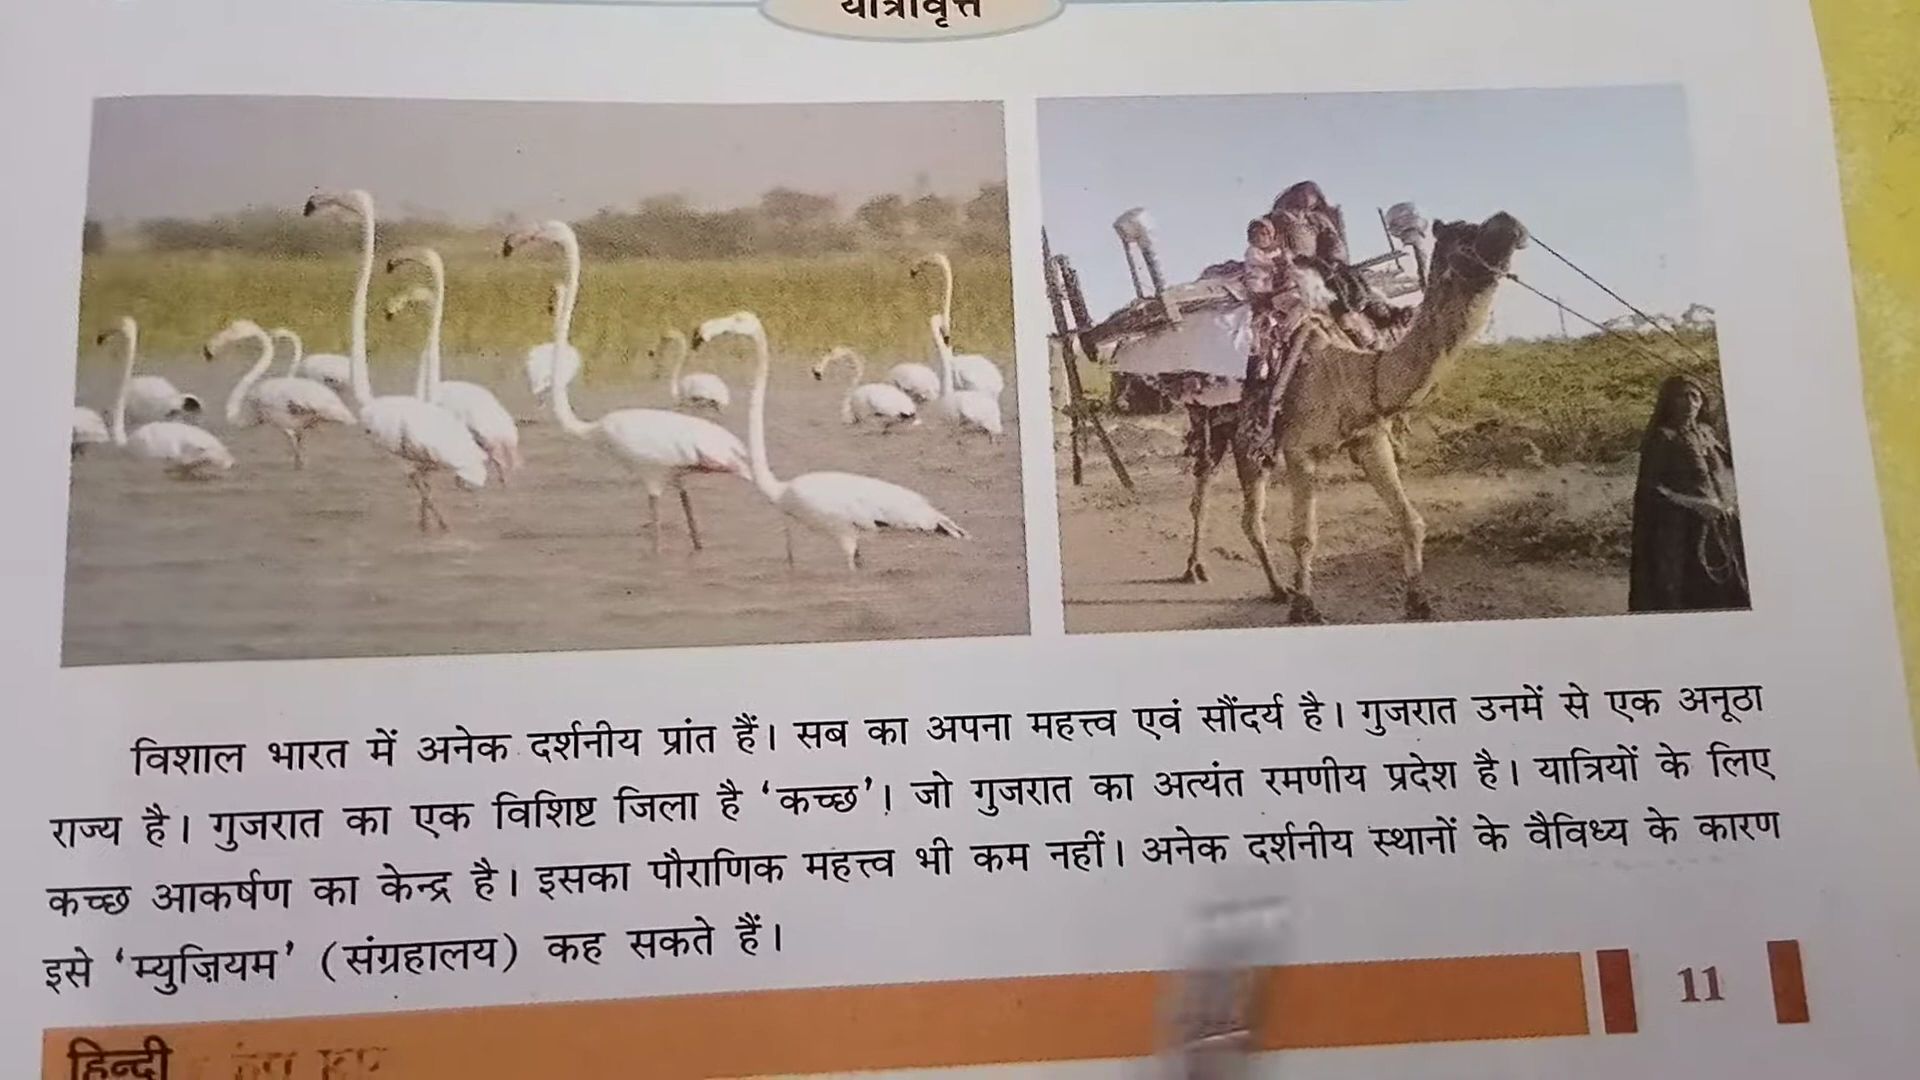 यात्रावृत्त
विशाल भारत में अनेक दर्शनीय प्रांत हैं। सब का अपना महत्त्व एवं सौंदर्य है। गुजरात उनमें से एक अनूठा
राज्य है। गुजरात का एक विशिष्ट जिला है ‘कच्छ’। जो गुजरात का अत्यंत रमणीय प्रदेश है। यात्रियों के लिए
कच्छ आकर्षण का केन्द्र है। इसका पौराणिक महत्त्व भी कम नहीं। अनेक दर्शनीय स्थानों के वैविध्य के कारण
इसे ‘म्युज़ियम’ (संग्रहालय) कह सकते हैं।
11
हिन्दी